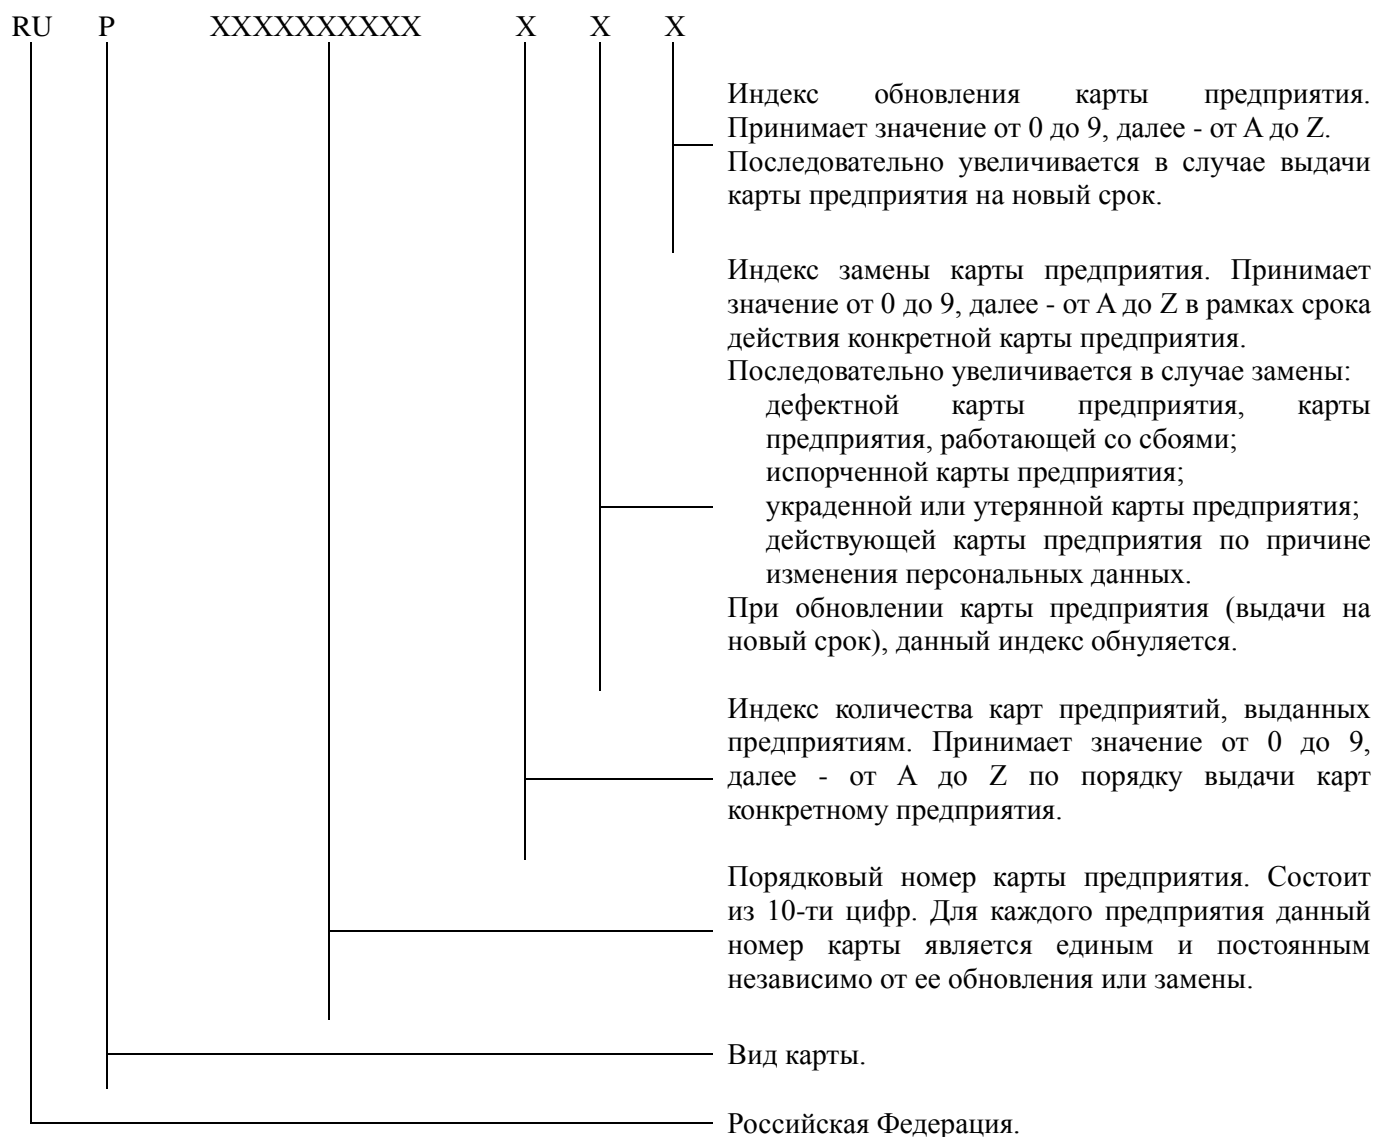 RU P XXXXXXXXXX X X X
Индекс обновления карты предприятия.
Принимает значение от 0 до 9, далее - от A до Z.
Последовательно увеличивается в случае выдачи
карты предприятия на новый срок.
Индекс замены карты предприятия. Принимает
значение от 0 до 9, далее - от A до Z в рамках срока
действия конкретной карты предприятия.
Последовательно увеличивается в случае замены:
дефектной карты предприятия, карты
предприятия, работающей со сбоями;
испорченной карты предприятия;
украденной или утерянной карты предприятия;
действующей карты предприятия по причине
изменения персональных данных.
При обновлении карты предприятия (выдачи на
новый срок), данный индекс обнуляется.
Индекс количества карт предприятий, выданных
предприятиям. Принимает значение от 0 до 9,
далее - от A до Z по порядку выдачи карт
конкретному предприятия.
Порядковый номер карты предприятия. Состоит
из 10-ти цифр. Для каждого предприятия данный
номер карты является единым и постоянным
независимо от ее обновления или замены.
Вид карты.
Российская Федерация.